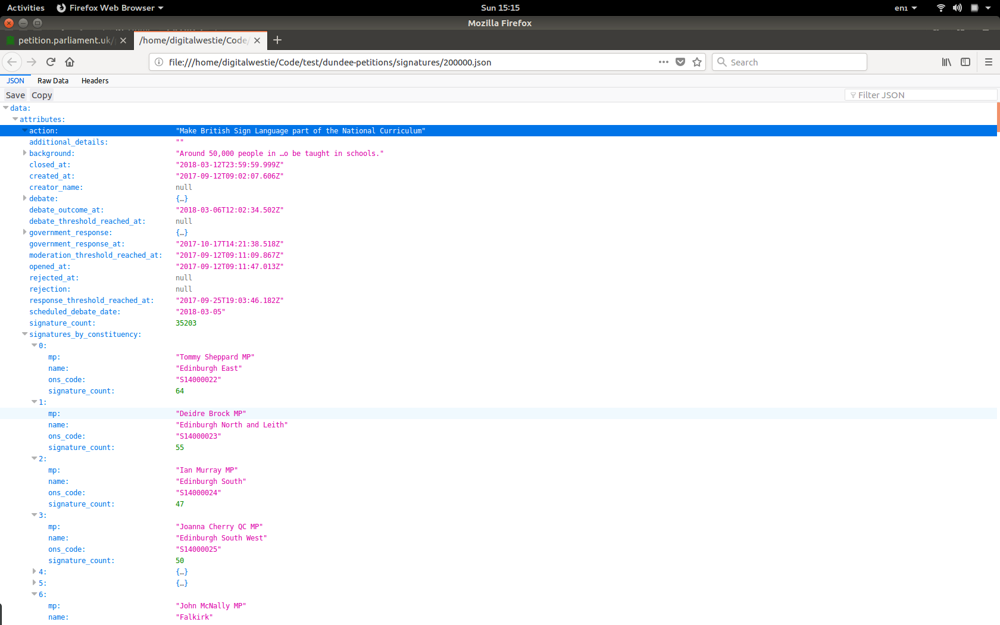 Activities Firefox Web Browser Sun 15:15 en1
Mozilla Firefox
petition.parliament.uk/ /home/digitalwestie/Code/
file:///home/digitalwestie/Code/test/dundee-petitions/signatures/200000.json Search
JSON Raw Data Headers
Save Copy Filter JSON
data:
attributes:
action: "Make British Sign Language part of the National Curriculum"
additional_details: ""
background: "Around 50,000 people in …o be taught in schools."
closed_at: "2018-03-12T23:59:59.999Z"
created_at: "2017-09-12T09:02:07.606Z"
creator_name: null
debate: {…}
debate_outcome_at: "2018-03-06T12:02:34.502Z"
debate_threshold_reached_at: null
government_response: {…}
government_response_at: "2017-10-17T14:21:38.518Z"
moderation_threshold_reached_at: "2017-09-12T09:11:09.867Z"
opened_at: "2017-09-12T09:11:47.013Z"
rejected_at: null
rejection: null
response_threshold_reached_at: "2017-09-25T19:03:46.182Z"
scheduled_debate_date: "2018-03-05"
signature_count: 35203
signatures_by_constituency:
0:
mp: "Tommy Sheppard MP"
name: "Edinburgh East"
ons_code: "S14000022"
signature_count: 64
1:
mp: "Deidre Brock MP"
name: "Edinburgh North and Leith"
ons_code: "S14000023"
signature_count: 55
2:
mp: "Ian Murray MP"
name: "Edinburgh South"
ons_code: "S14000024"
signature_count: 47
3:
mp: "Joanna Cherry QC MP"
name: "Edinburgh South West"
ons_code: "S14000025"
signature_count: 50
4: {…}
5: {…}
6:
mp: "John McNally MP"
name: "Falkirk"